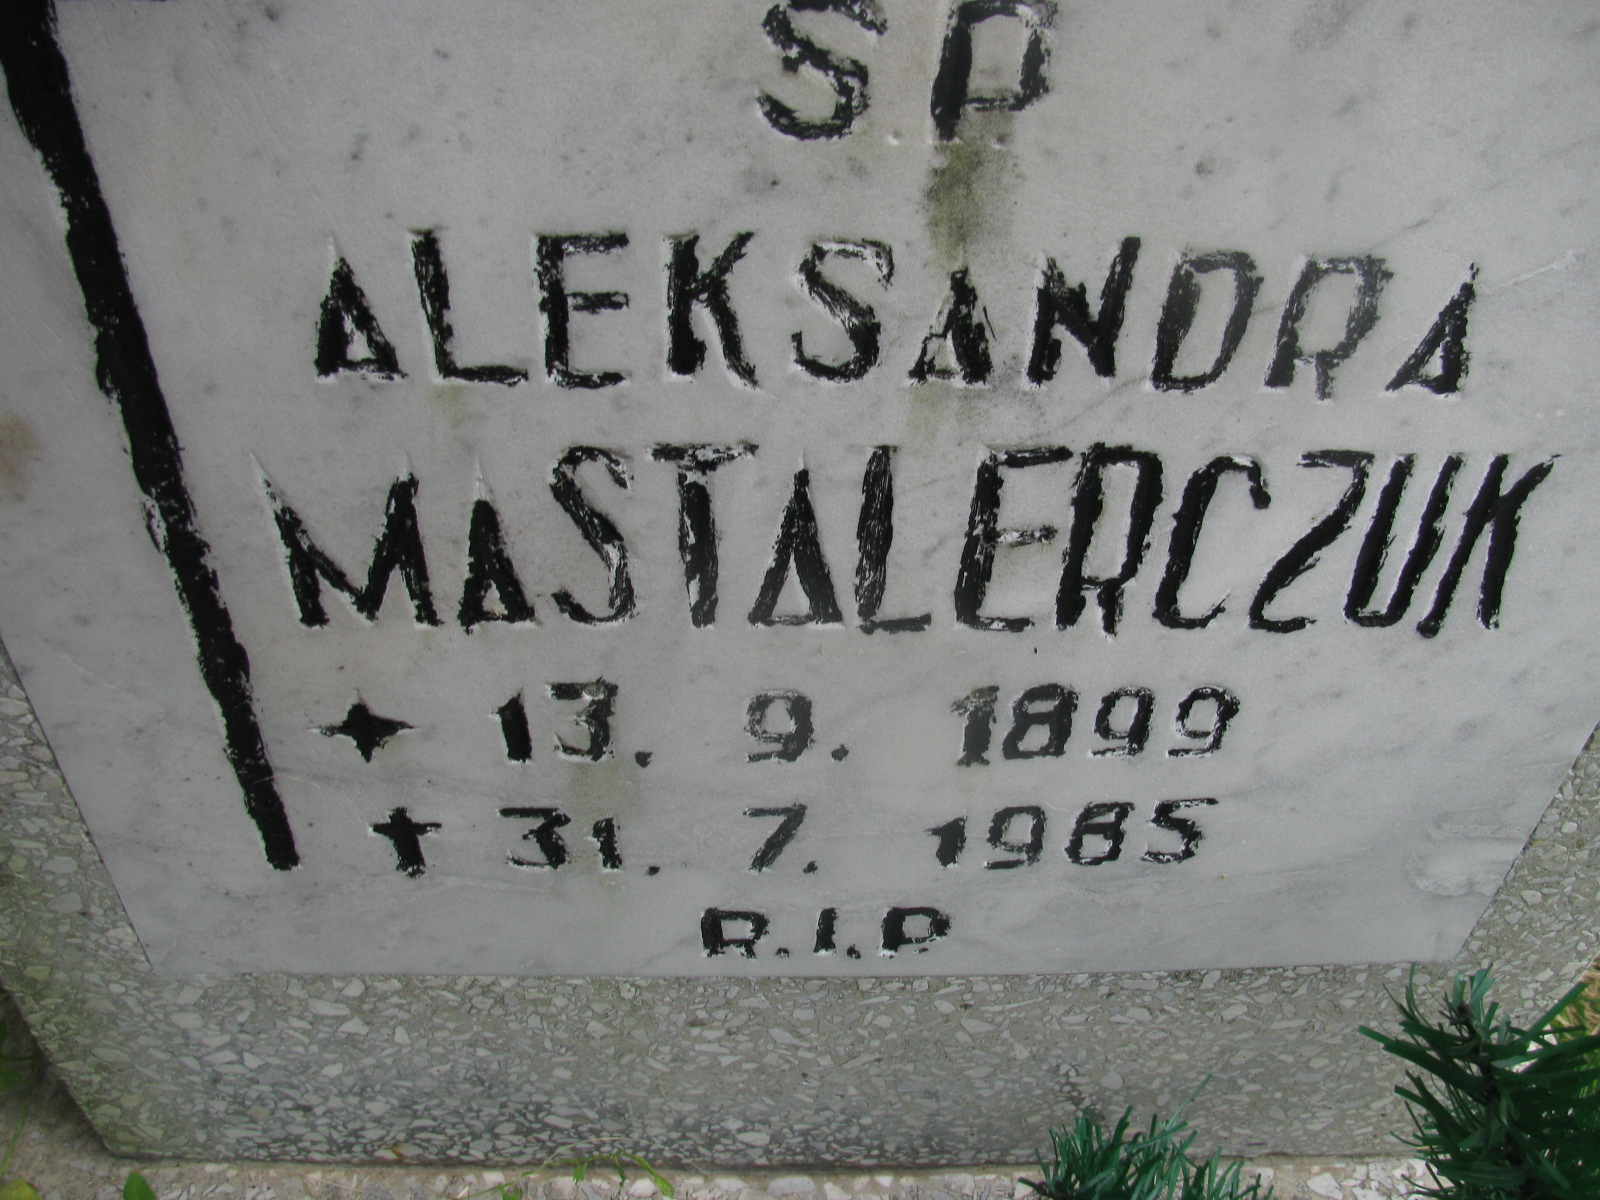 SP
ALEKSANDRA
MASTALERCZUK
✦ 13. 9. 1899
✝ 31. 7. 1985
R.I.P